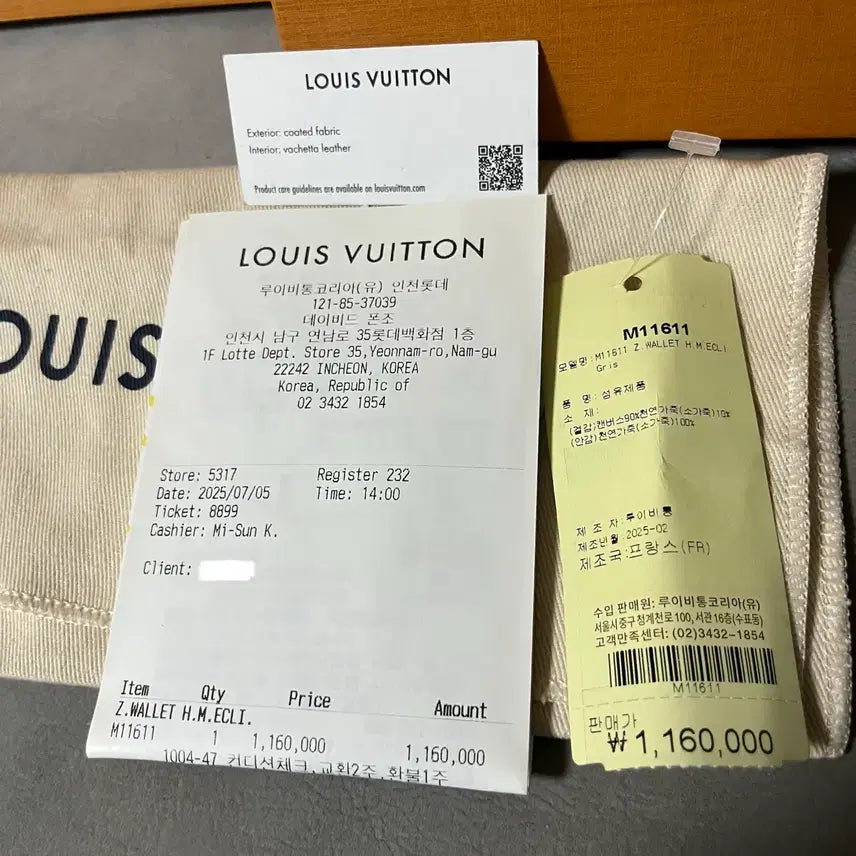 LOUIS VUITTON
Exterior: coated fabric
Interior: vachetta leather
Product care guidelines are available on louisvuitton.com
OUIS
LOUIS VUITTON
루이비통코리아(유) 인천롯데
121-85-37039
데이비드 폰조
인천시 남구 연남로 35롯데백화점 1층
1F Lotte Dept. Store 35,Yeonnam-ro,Nam-gu
22242 INCHEON, KOREA
Korea, Republic of
02 3432 1854
Store: 5317 Register 232
Date: 2025/07/05 Time: 14:00
Ticket: 8899
Cashier: Mi-Sun K.
Client:
Item Qty Price Amount
Z.WALLET H.M.ECLI.
M11611 1 1,160,000 1,160,000
1004-47 컨디션체크,교환2주,환불1주
M11611
모델명:M11611 Z.WALLET H.M.ECLI
Gris
품 명:섬유제품
소 재:
(겉감)캔버스90%천연가죽(소가죽)10%
(안감)천연가죽(소가죽)100%
제 조 자:루이비통
제조년월:2025-02
제조국:프랑스(FR)
수입 판매원: 루이비통코리아(유)
서울시중구청계천로100,서관16층(수표동)
고객만족센터: (02)3432-1854
M11611
판매가
₩1,160,000